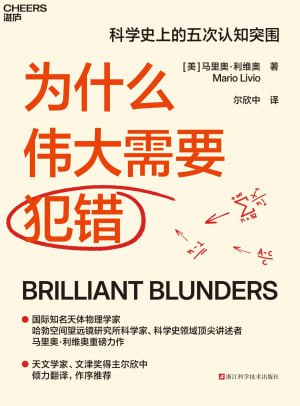 CHEERS
湛庐
科学史上的五次认知突围
[美]马里奥·利维奥 著
Mario Livio
尔欣中 译
为什么
伟大需要
犯错
BRILLIANT BLUNDERS
国际知名天体物理学家
哈勃空间望远镜研究所科学家、科学史领域顶尖讲述者
马里奥·利维奥重磅力作
天文学家、文津奖得主尔欣中
倾力翻译,作序推荐
浙江科学技术出版社